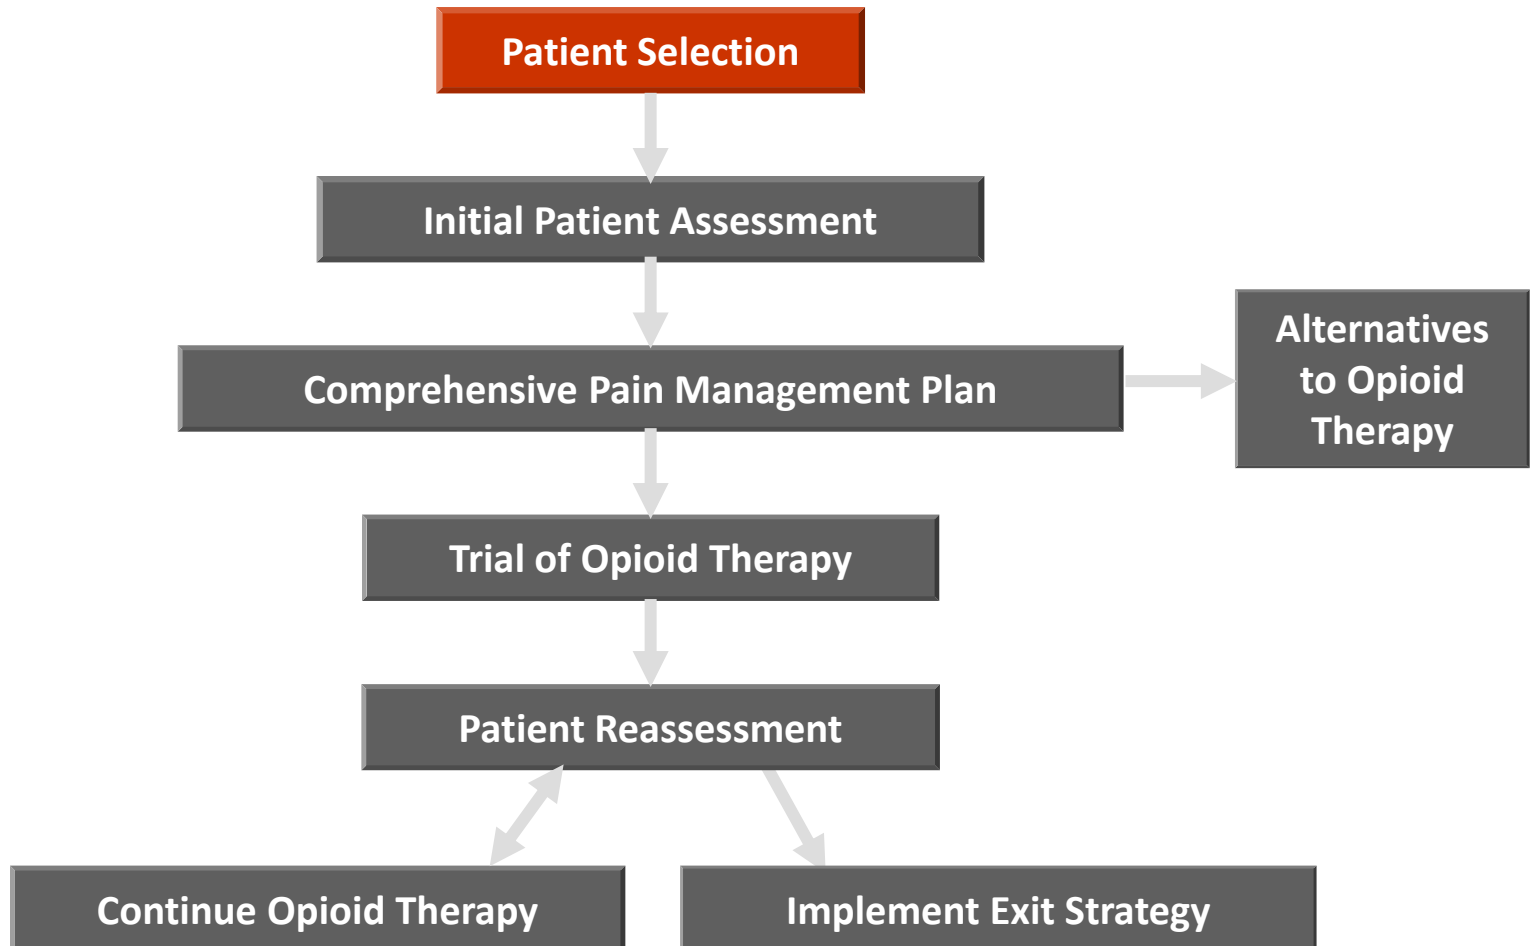 Patient Selection
Initial Patient Assessment
Comprehensive Pain Management Plan
Alternatives
to Opioid
Therapy
Trial of Opioid Therapy
Patient Reassessment
Continue Opioid Therapy
Implement Exit Strategy